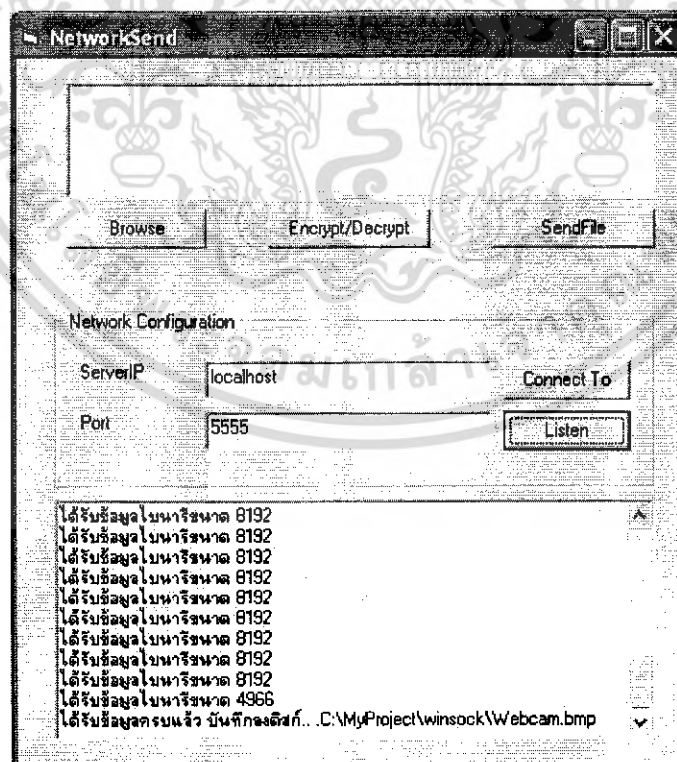 NetworkSend
Browse Encrypt/Decrypt SendFile
Network Configuration
ServerIP localhost Connect To
Port 5555 Listen
ได้รับข้อมูลไบนารีขนาด 8192
ได้รับข้อมูลไบนารีขนาด 8192
ได้รับข้อมูลไบนารีขนาด 8192
ได้รับข้อมูลไบนารีขนาด 8192
ได้รับข้อมูลไบนารีขนาด 8192
ได้รับข้อมูลไบนารีขนาด 8192
ได้รับข้อมูลไบนารีขนาด 8192
ได้รับข้อมูลไบนารีขนาด 8192
ได้รับข้อมูลไบนารีขนาด 8192
ได้รับข้อมูลไบนารีขนาด 4966
ได้รับข้อมูลครบแล้ว บันทึกลงดิสก์.. .C:\MyProject\winsock\Webcam.bmp